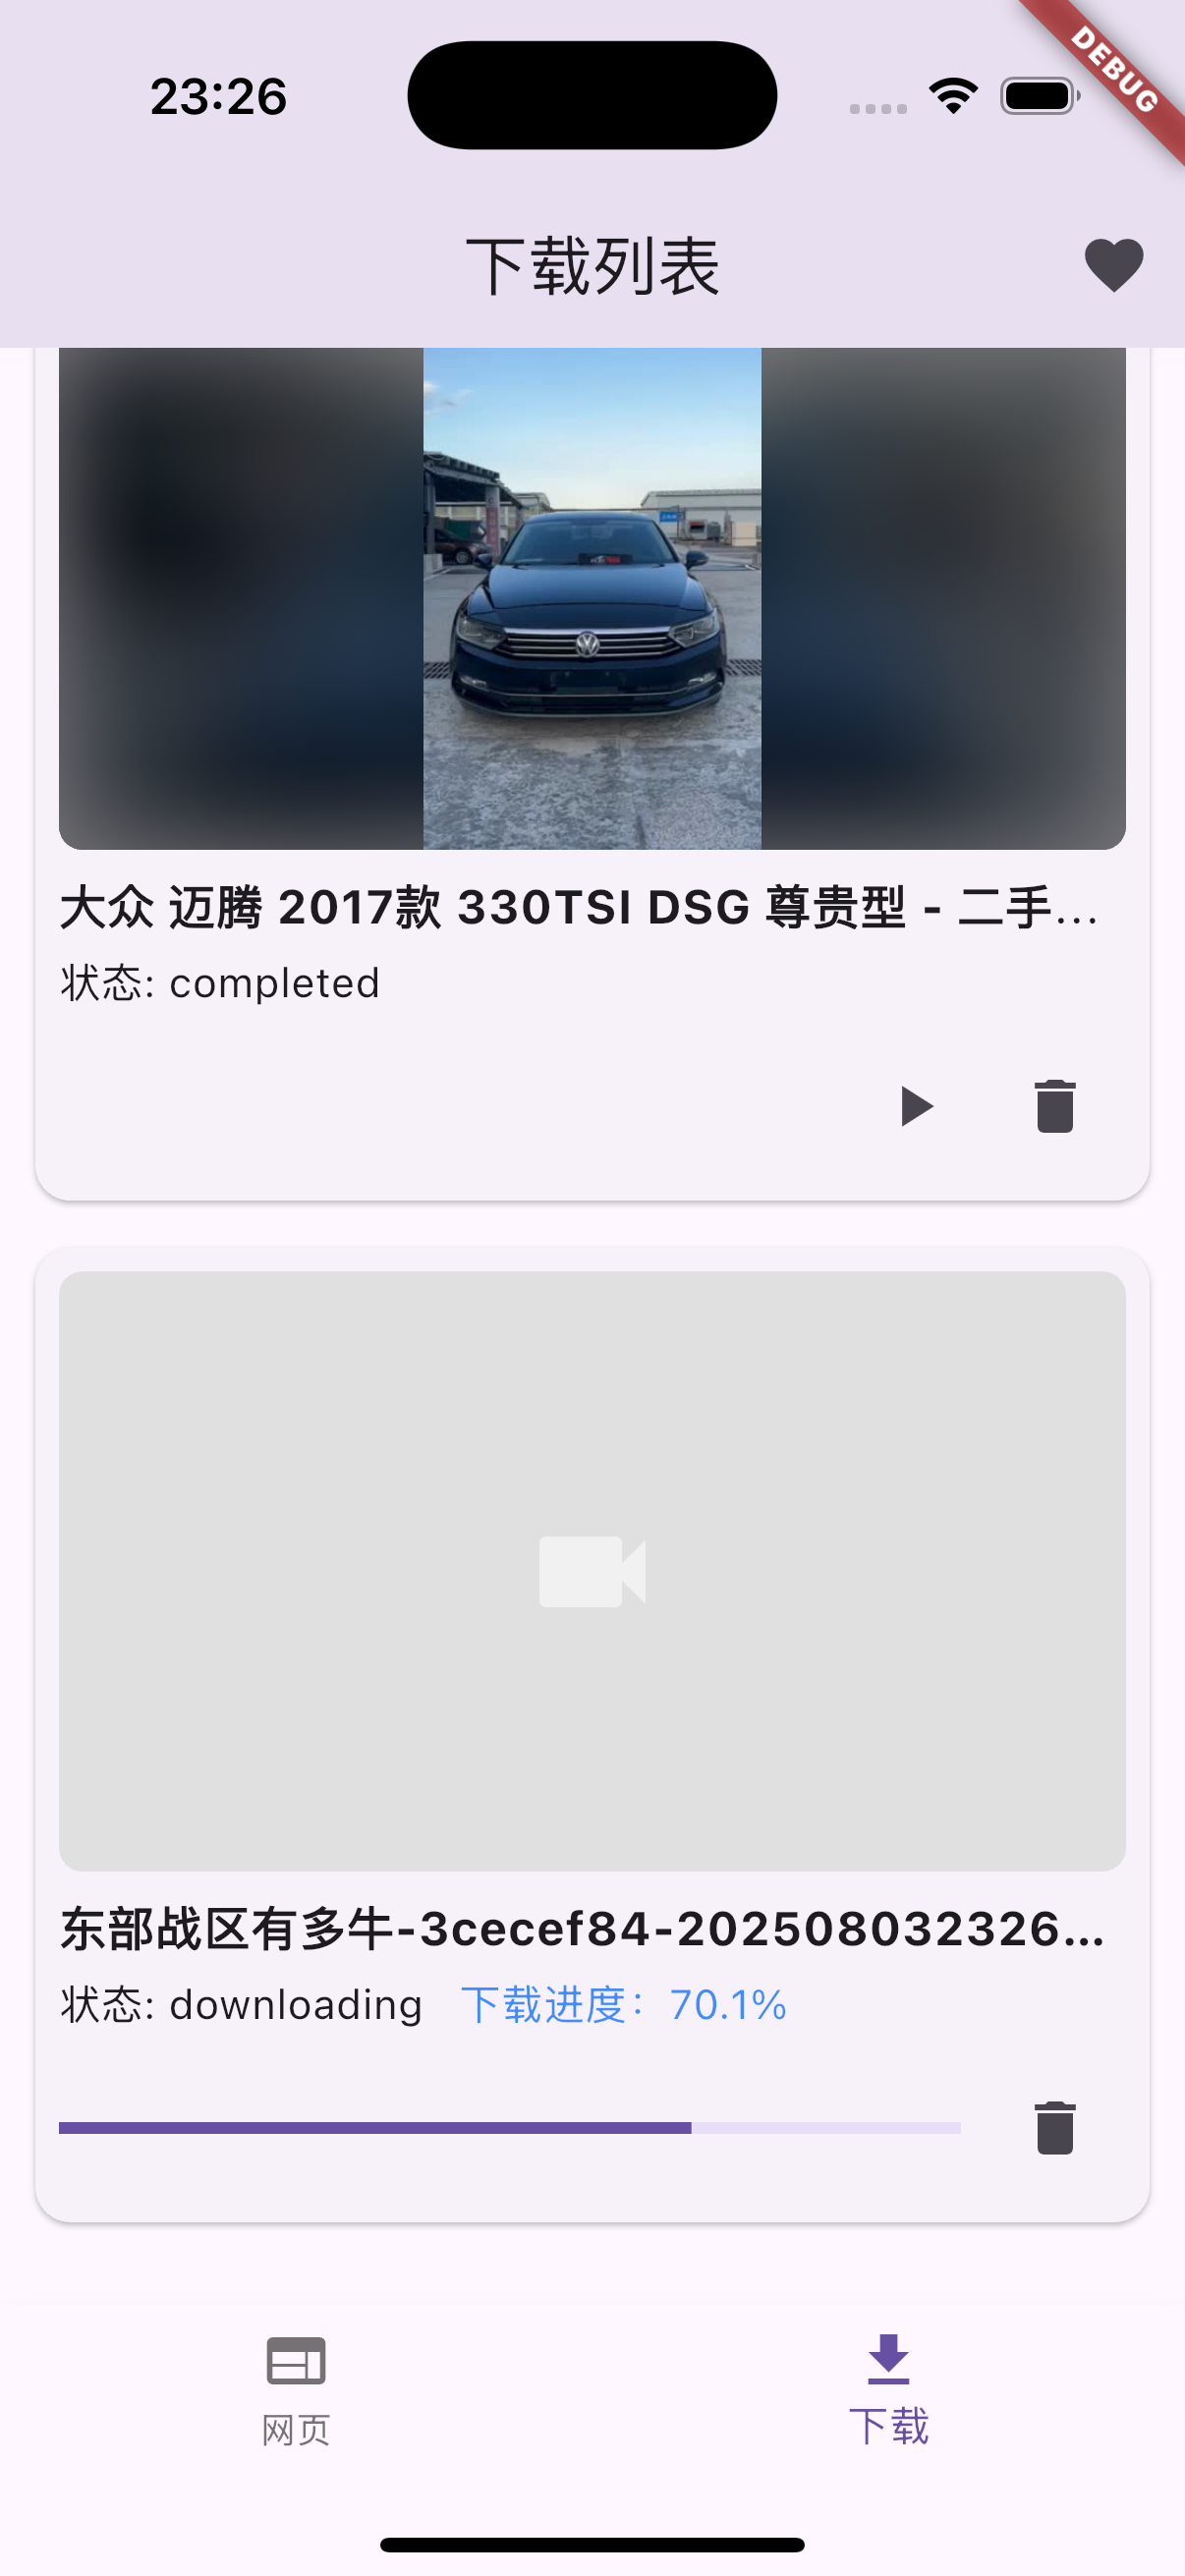 23:26
DEBUG
下载列表
大众 迈腾 2017款 330TSI DSG 尊贵型 - 二手...
状态: completed
东部战区有多牛-3cecef84-202508032326...
状态: downloading 下载进度：70.1%
网页
下载